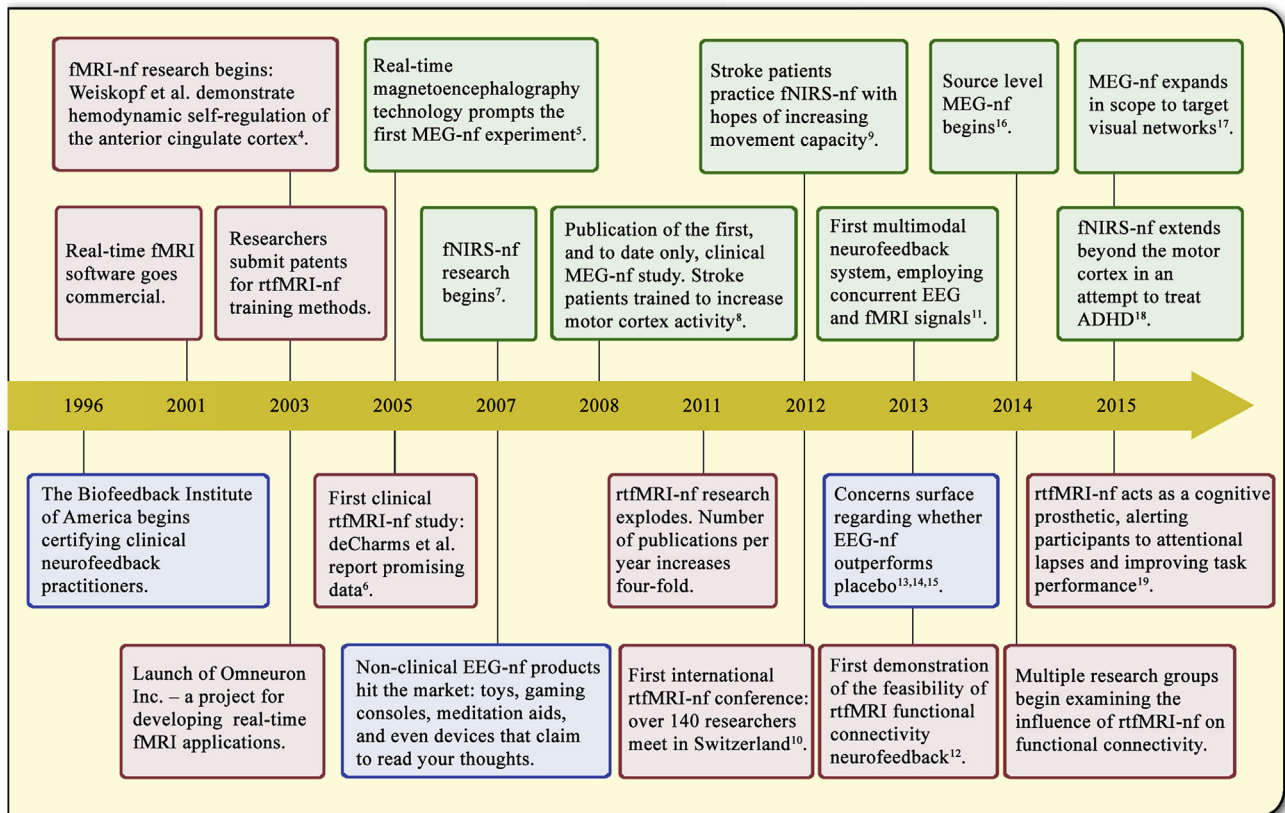 fMRI-nf research begins:
Weiskopf et al. demonstrate
hemodynamic self-regulation of
the anterior cingulate cortex⁴.
Real-time
magnetoencephalography
technology prompts the
first MEG-nf experiment⁵.
Stroke patients
practice fNIRS-nf with
hopes of increasing
movement capacity⁹.
Source level
MEG-nf
begins¹⁶.
MEG-nf expands
in scope to target
visual networks¹⁷.
Real-time fMRI
software goes
commercial.
Researchers
submit patents
for rtfMRI-nf
training methods.
fNIRS-nf
research
begins⁷.
Publication of the first,
and to date only, clinical
MEG-nf study. Stroke
patients trained to increase
motor cortex activity⁸.
First multimodal
neurofeedback
system, employing
concurrent EEG
and fMRI signals¹¹.
fNIRS-nf extends
beyond the motor
cortex in an
attempt to treat
ADHD¹⁸.
1996 2001 2003 2005 2007 2008 2011 2012 2013 2014 2015
The Biofeedback Institute
of America begins
certifying clinical
neurofeedback
practitioners.
First clinical
rtfMRI-nf study:
deCharms et al.
report promising
data⁶.
rtfMRI-nf research
explodes. Number
of publications per
year increases
four-fold.
Concerns surface
regarding whether
EEG-nf
outperforms
placebo¹³,¹⁴,¹⁵.
rtfMRI-nf acts as a cognitive
prosthetic, alerting
participants to attentional
lapses and improving task
performance¹⁹.
Launch of Omneuron
Inc. – a project for
developing real-time
fMRI applications.
Non-clinical EEG-nf products
hit the market: toys, gaming
consoles, meditation aids,
and even devices that claim
to read your thoughts.
First international
rtfMRI-nf conference:
over 140 researchers
meet in Switzerland¹⁰.
First demonstration
of the feasibility of
rtfMRI functional
connectivity
neurofeedback¹².
Multiple research groups
begin examining the
influence of rtfMRI-nf on
functional connectivity.